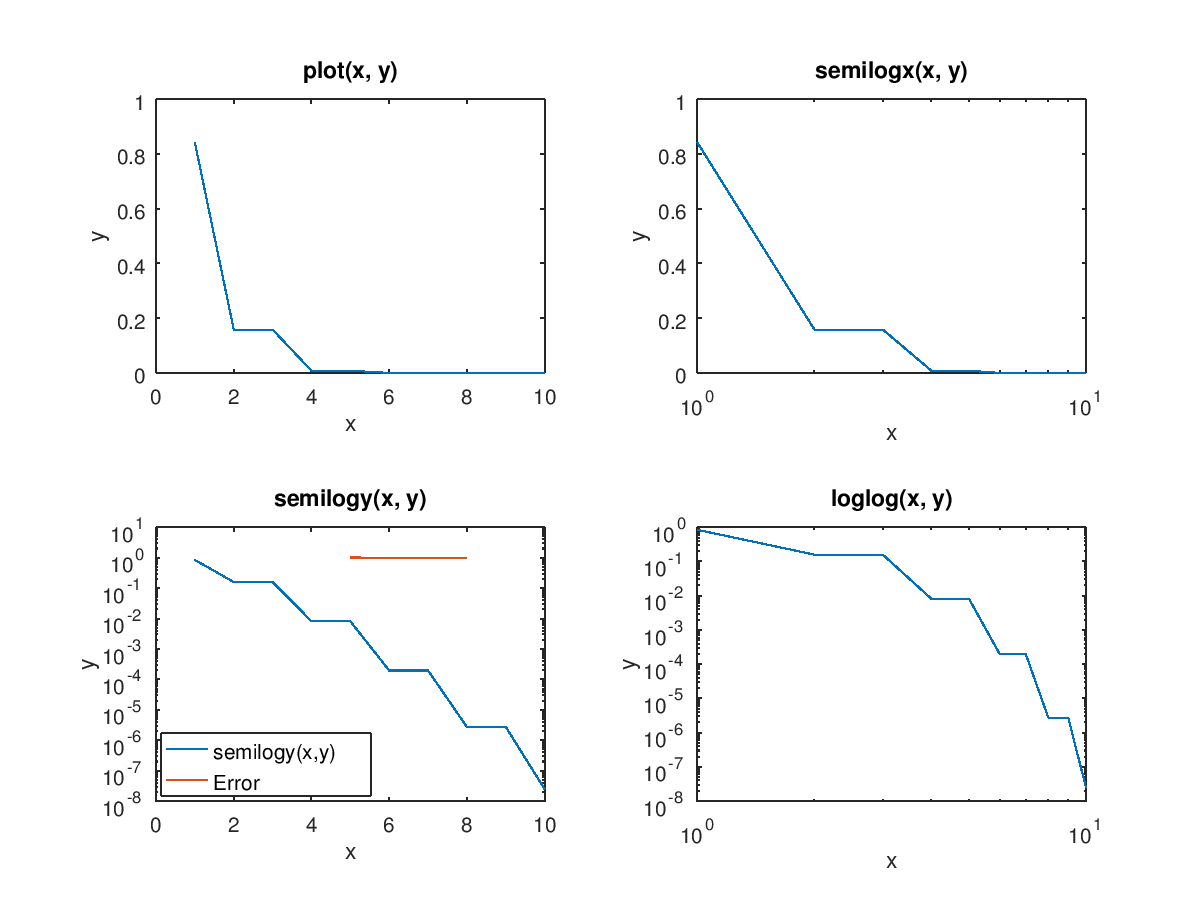 plot(x, y)
1
0.8
0.6
0.4
0.2
0
y
0 2 4 6 8 10
x
semilogx(x, y)
1
0.8
0.6
0.4
0.2
0
y
10^0 10^1
x
semilogy(x, y)
10^1
10^0
10^-1
10^-2
10^-3
10^-4
10^-5
10^-6
10^-7
10^-8
y
semilogy(x,y)
Error
0 2 4 6 8 10
x
loglog(x, y)
10^0
10^-1
10^-2
10^-3
10^-4
10^-5
10^-6
10^-7
10^-8
y
10^0 10^1
x